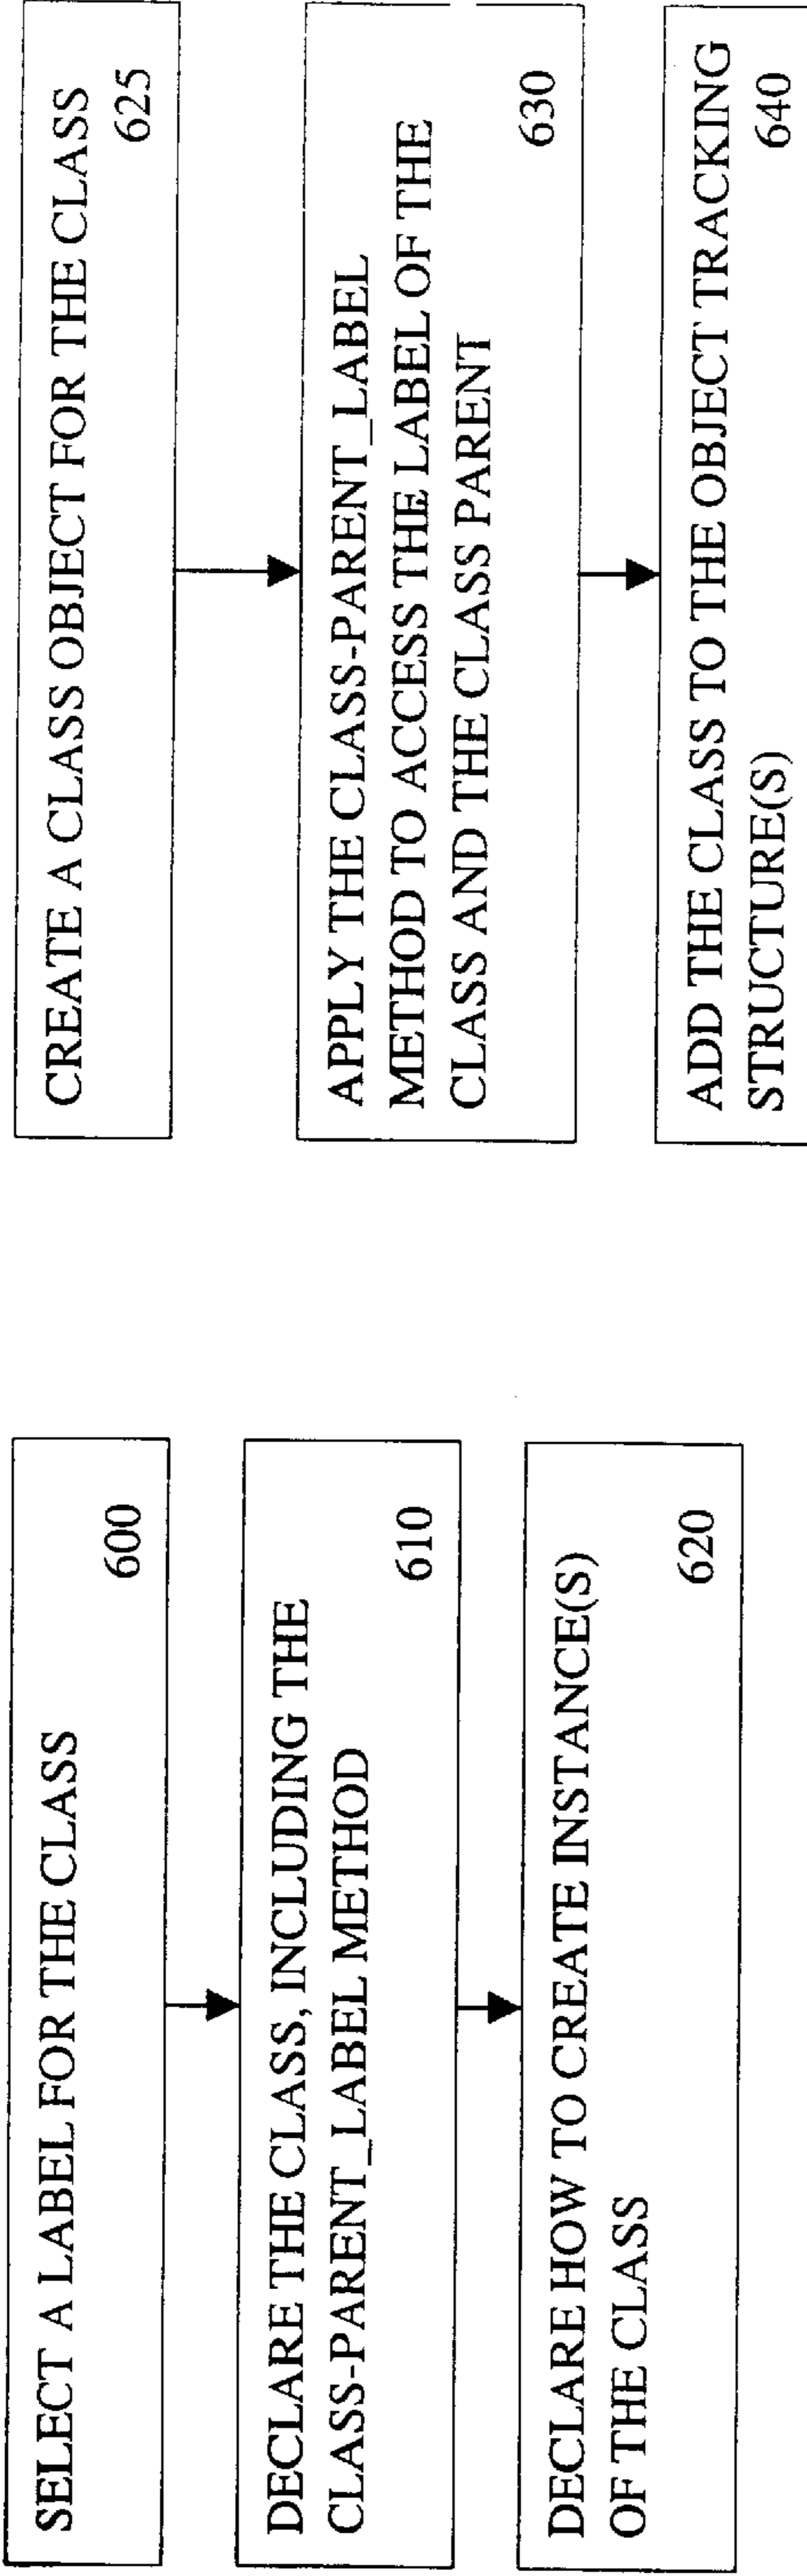 SELECT A LABEL FOR THE CLASS
600
DECLARE THE CLASS, INCLUDING THE
CLASS-PARENT_LABEL METHOD
610
DECLARE HOW TO CREATE INSTANCE(S)
OF THE CLASS
620
CREATE A CLASS OBJECT FOR THE CLASS
625
APPLY THE CLASS-PARENT_LABEL
METHOD TO ACCESS THE LABEL OF THE
CLASS AND THE CLASS PARENT
630
ADD THE CLASS TO THE OBJECT TRACKING
STRUCTURE(S)
640